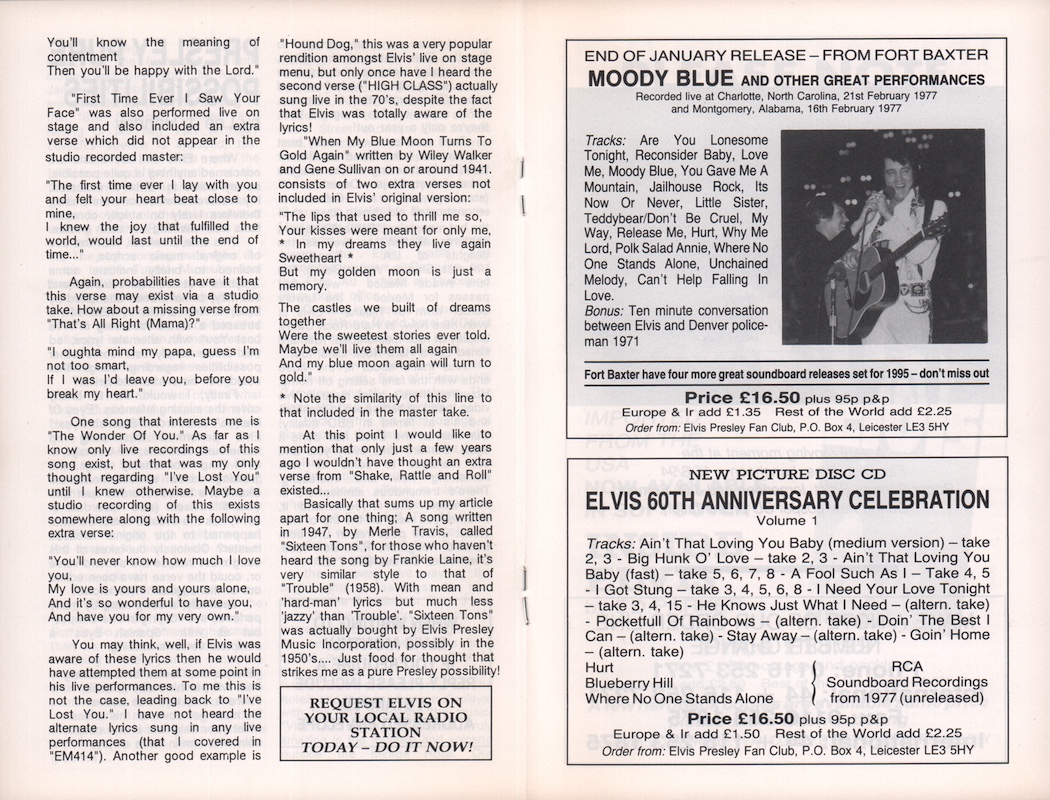 You'll know the meaning of
contentment
Then you'll be happy with the Lord."
"First Time Ever I Saw Your
Face" was also performed live on
stage and also included an extra
verse which did not appear in the
studio recorded master:
"The first time ever I lay with you
and felt your heart beat close to
mine,
I knew the joy that fulfilled the
world, would last until the end of
time..."
Again, probabilities have it that
this verse may exist via a studio
take. How about a missing verse from
"That's All Right (Mama)?"
"I oughta mind my papa, guess I'm
not too smart,
If I was I'd leave you, before you
break my heart."
One song that interests me is
"The Wonder Of You." As far as I
know only live recordings of this
song exist, but that was my only
thought regarding "I've Lost You"
until I knew otherwise. Maybe a
studio recording of this exists
somewhere along with the following
extra verse:
"You'll never know how much I love
you,
My love is yours and yours alone,
And it's so wonderful to have you,
And have you for my very own."
You may think, well, if Elvis was
aware of these lyrics then he would
have attempted them at some point in
his live performances. To me this is
not the case, leading back to "I've
Lost You." I have not heard the
alternate lyrics sung in any live
performances (that I covered in
"EM414"). Another good example is
"Hound Dog," this was a very popular
rendition amongst Elvis' live on stage
menu, but only once have I heard the
second verse ("HIGH CLASS") actually
sung live in the 70's, despite the fact
that Elvis was totally aware of the
lyrics!
"When My Blue Moon Turns To
Gold Again" written by Wiley Walker
and Gene Sullivan on or around 1941.
consists of two extra verses not
included in Elvis' original version:
"The lips that used to thrill me so,
Your kisses were meant for only me,
* In my dreams they live again
Sweetheart *
But my golden moon is just a
memory.
The castles we built of dreams
together
Were the sweetest stories ever told.
Maybe we'll live them all again
And my blue moon again will turn to
gold."
* Note the similarity of this line to
that included in the master take.
At this point I would like to
mention that only just a few years
ago I wouldn't have thought an extra
verse from "Shake, Rattle and Roll"
existed...
Basically that sums up my article
apart for one thing; A song written
in 1947, by Merle Travis, called
"Sixteen Tons", for those who haven't
heard the song by Frankie Laine, it's
very similar style to that of
"Trouble" (1958). With mean and
'hard-man' lyrics but much less
'jazzy' than 'Trouble'. "Sixteen Tons"
was actually bought by Elvis Presley
Music Incorporation, possibly in the
1950's.... Just food for thought that
strikes me as a pure Presley possibility!
REQUEST ELVIS ON
YOUR LOCAL RADIO
STATION
TODAY – DO IT NOW!
END OF JANUARY RELEASE – FROM FORT BAXTER
MOODY BLUE AND OTHER GREAT PERFORMANCES
Recorded live at Charlotte, North Carolina, 21st February 1977
and Montgomery, Alabama, 16th February 1977
Tracks: Are You Lonesome
Tonight, Reconsider Baby, Love
Me, Moody Blue, You Gave Me A
Mountain, Jailhouse Rock, Its
Now Or Never, Little Sister,
Teddybear/Don't Be Cruel, My
Way, Release Me, Hurt, Why Me
Lord, Polk Salad Annie, Where No
One Stands Alone, Unchained
Melody, Can't Help Falling In
Love.
Bonus: Ten minute conversation
between Elvis and Denver police-
man 1971
Fort Baxter have four more great soundboard releases set for 1995 – don't miss out
Price £16.50 plus 95p p&p
Europe & Ir add £1.35 Rest of the World add £2.25
Order from: Elvis Presley Fan Club, P.O. Box 4, Leicester LE3 5HY
NEW PICTURE DISC CD
ELVIS 60TH ANNIVERSARY CELEBRATION
Volume 1
Tracks: Ain't That Loving You Baby (medium version) – take
2, 3 - Big Hunk O' Love – take 2, 3 - Ain't That Loving You
Baby (fast) – take 5, 6, 7, 8 - A Fool Such As I – Take 4, 5
- I Got Stung – take 3, 4, 5, 6, 8 - I Need Your Love Tonight
– take 3, 4, 15 - He Knows Just What I Need – (altern. take)
- Pocketfull Of Rainbows – (altern. take) - Doin' The Best I
Can – (altern. take) - Stay Away – (altern. take) - Goin' Home
– (altern. take)
Hurt
Blueberry Hill
Where No One Stands Alone
RCA
Soundboard Recordings
from 1977 (unreleased)
Price £16.50 plus 95p p&p
Europe & Ir add £1.50 Rest of the World add £2.25
Order from: Elvis Presley Fan Club, P.O. Box 4, Leicester LE3 5HY